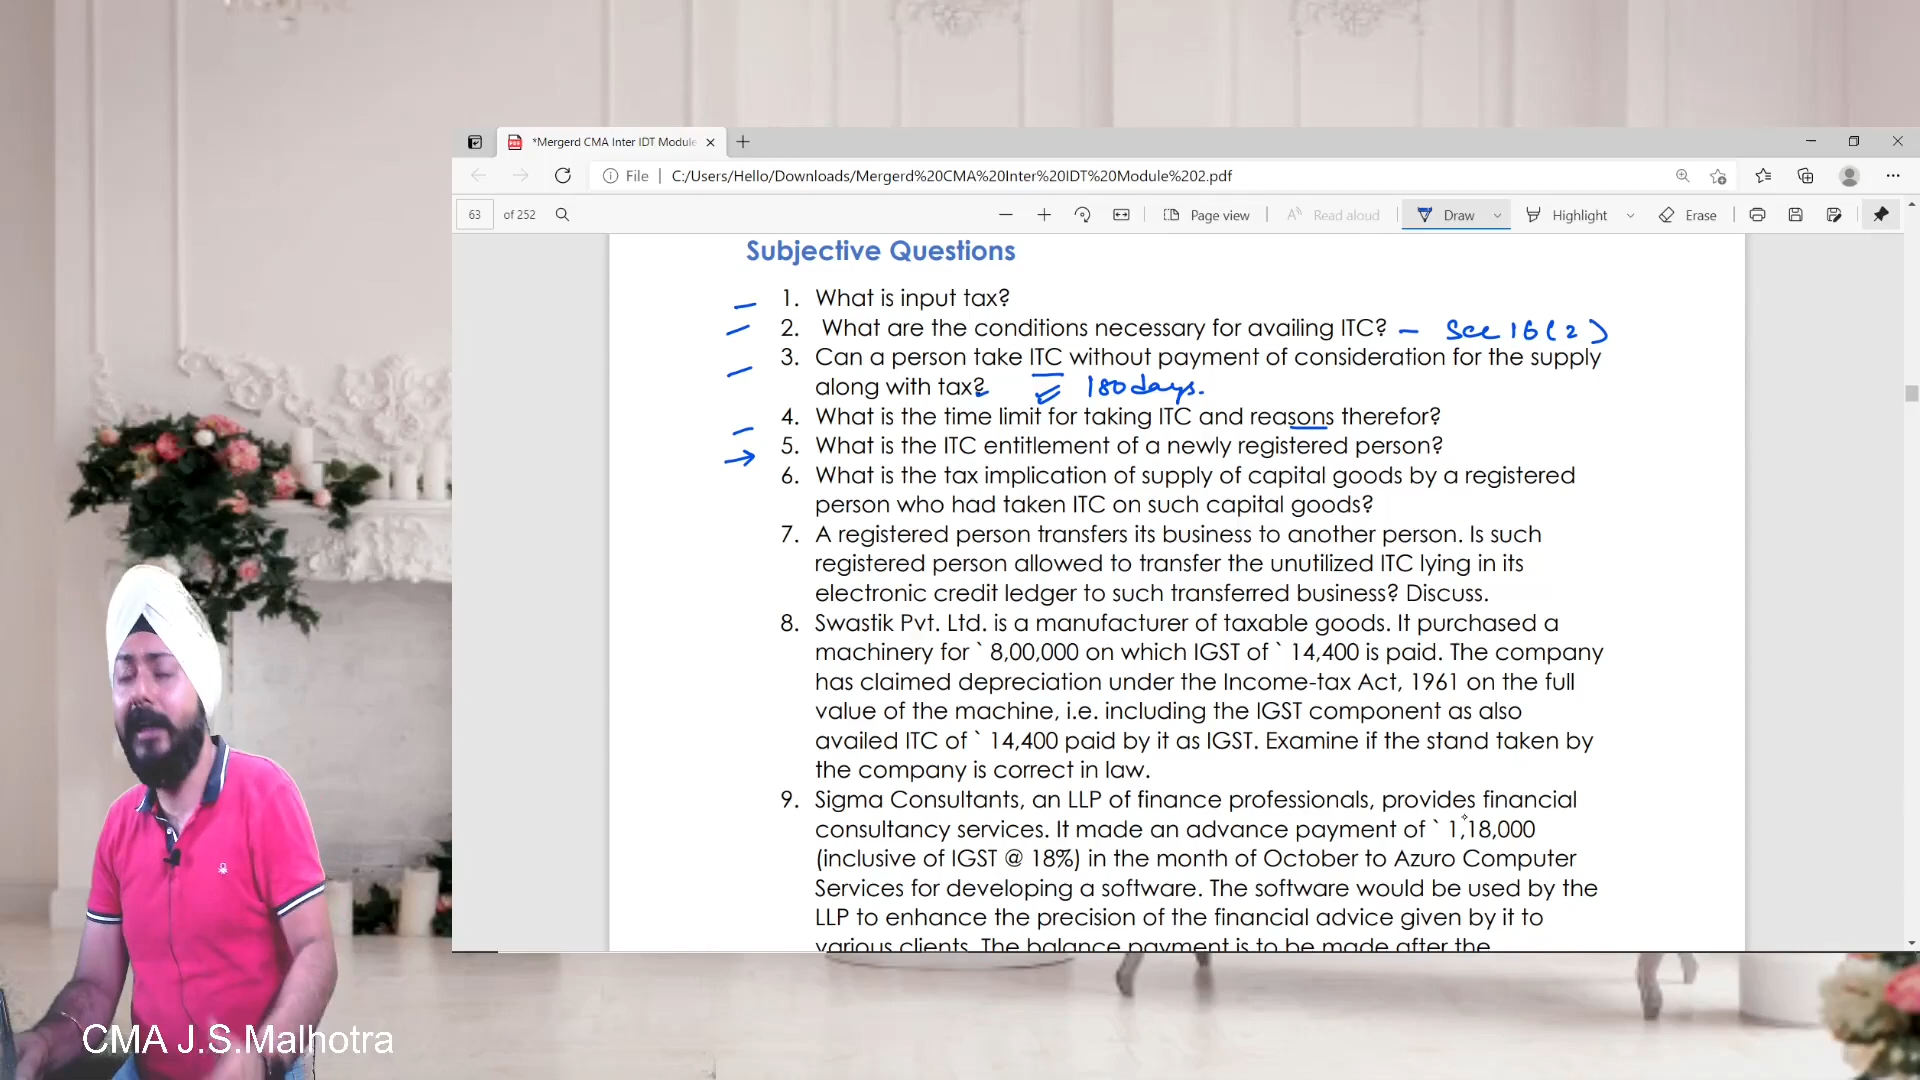 *Mergerd CMA Inter IDT Module
File | C:/Users/Hello/Downloads/Mergerd%20CMA%20Inter%20IDT%20Module%202.pdf
63 of 252 Page view Read aloud Draw Highlight Erase
Subjective Questions
1. What is input tax?
2. What are the conditions necessary for availing ITC? - Sec 16(2)
3. Can a person take ITC without payment of consideration for the supply
along with tax? 180 days.
4. What is the time limit for taking ITC and reasons therefor?
5. What is the ITC entitlement of a newly registered person?
6. What is the tax implication of supply of capital goods by a registered
person who had taken ITC on such capital goods?
7. A registered person transfers its business to another person. Is such
registered person allowed to transfer the unutilized ITC lying in its
electronic credit ledger to such transferred business? Discuss.
8. Swastik Pvt. Ltd. is a manufacturer of taxable goods. It purchased a
machinery for ` 8,00,000 on which IGST of ` 14,400 is paid. The company
has claimed depreciation under the Income-tax Act, 1961 on the full
value of the machine, i.e. including the IGST component as also
availed ITC of ` 14,400 paid by it as IGST. Examine if the stand taken by
the company is correct in law.
9. Sigma Consultants, an LLP of finance professionals, provides financial
consultancy services. It made an advance payment of ` 1,18,000
(inclusive of IGST @ 18%) in the month of October to Azuro Computer
Services for developing a software. The software would be used by the
LLP to enhance the precision of the financial advice given by it to
various clients. The balance payment is to be made after the
CMA J.S.Malhotra